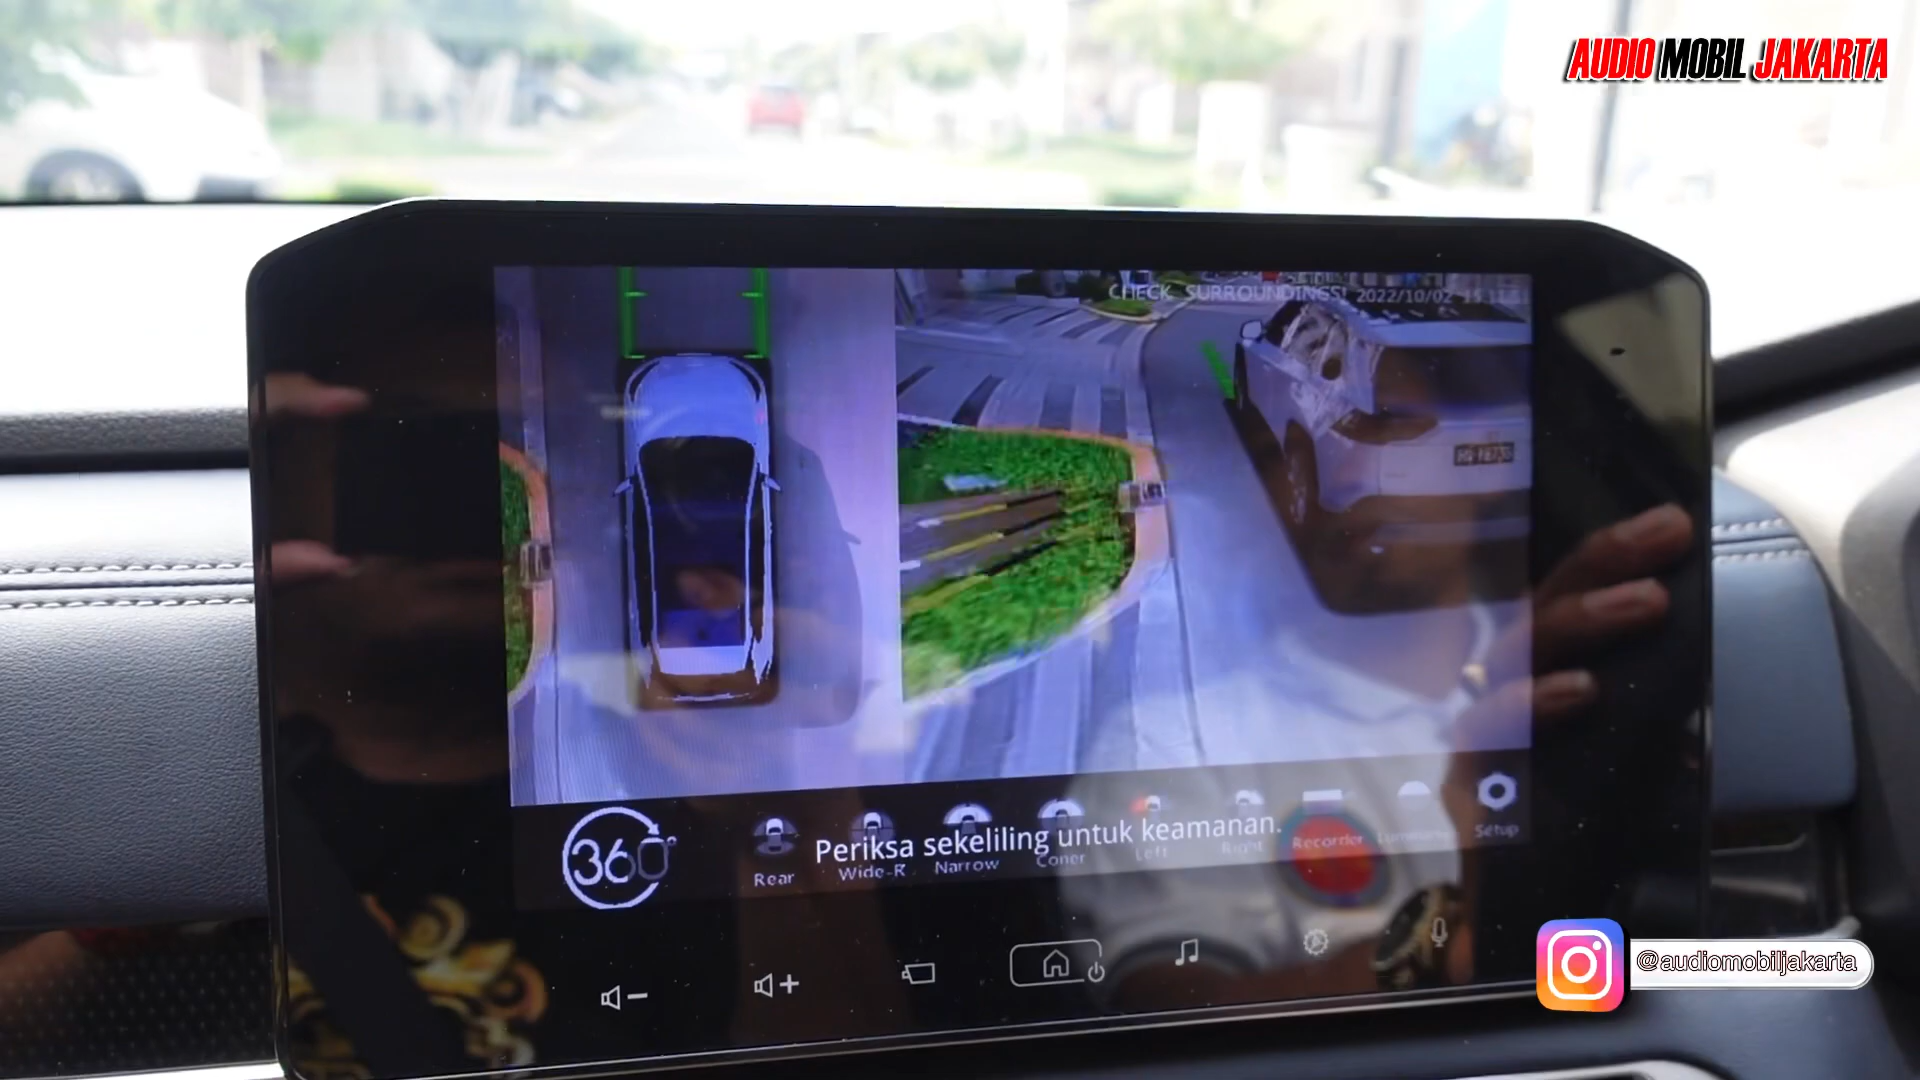 AUDIO MOBIL JAKARTA
CHECK SURROUNDINGS! 2022/10/02
360°
Periksa sekeliling untuk keamanan.
Rear
Wide-R
Narrow
Coner
Left
Right
Recorder
Setup
@audiomobiljakarta